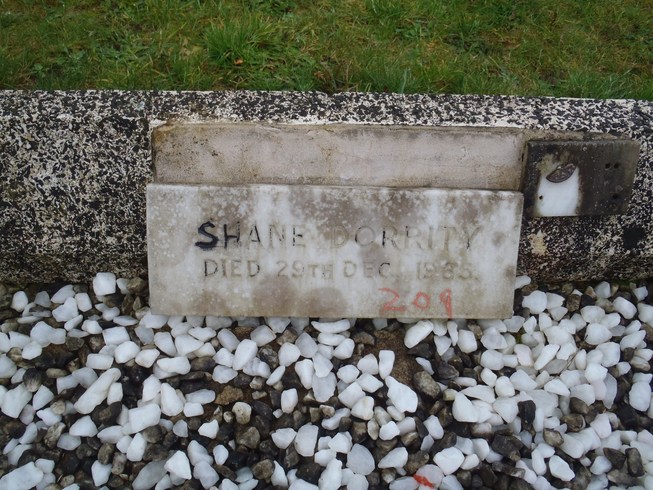 SHANE DORRITY
DIED 29TH DEC. 1985.
209